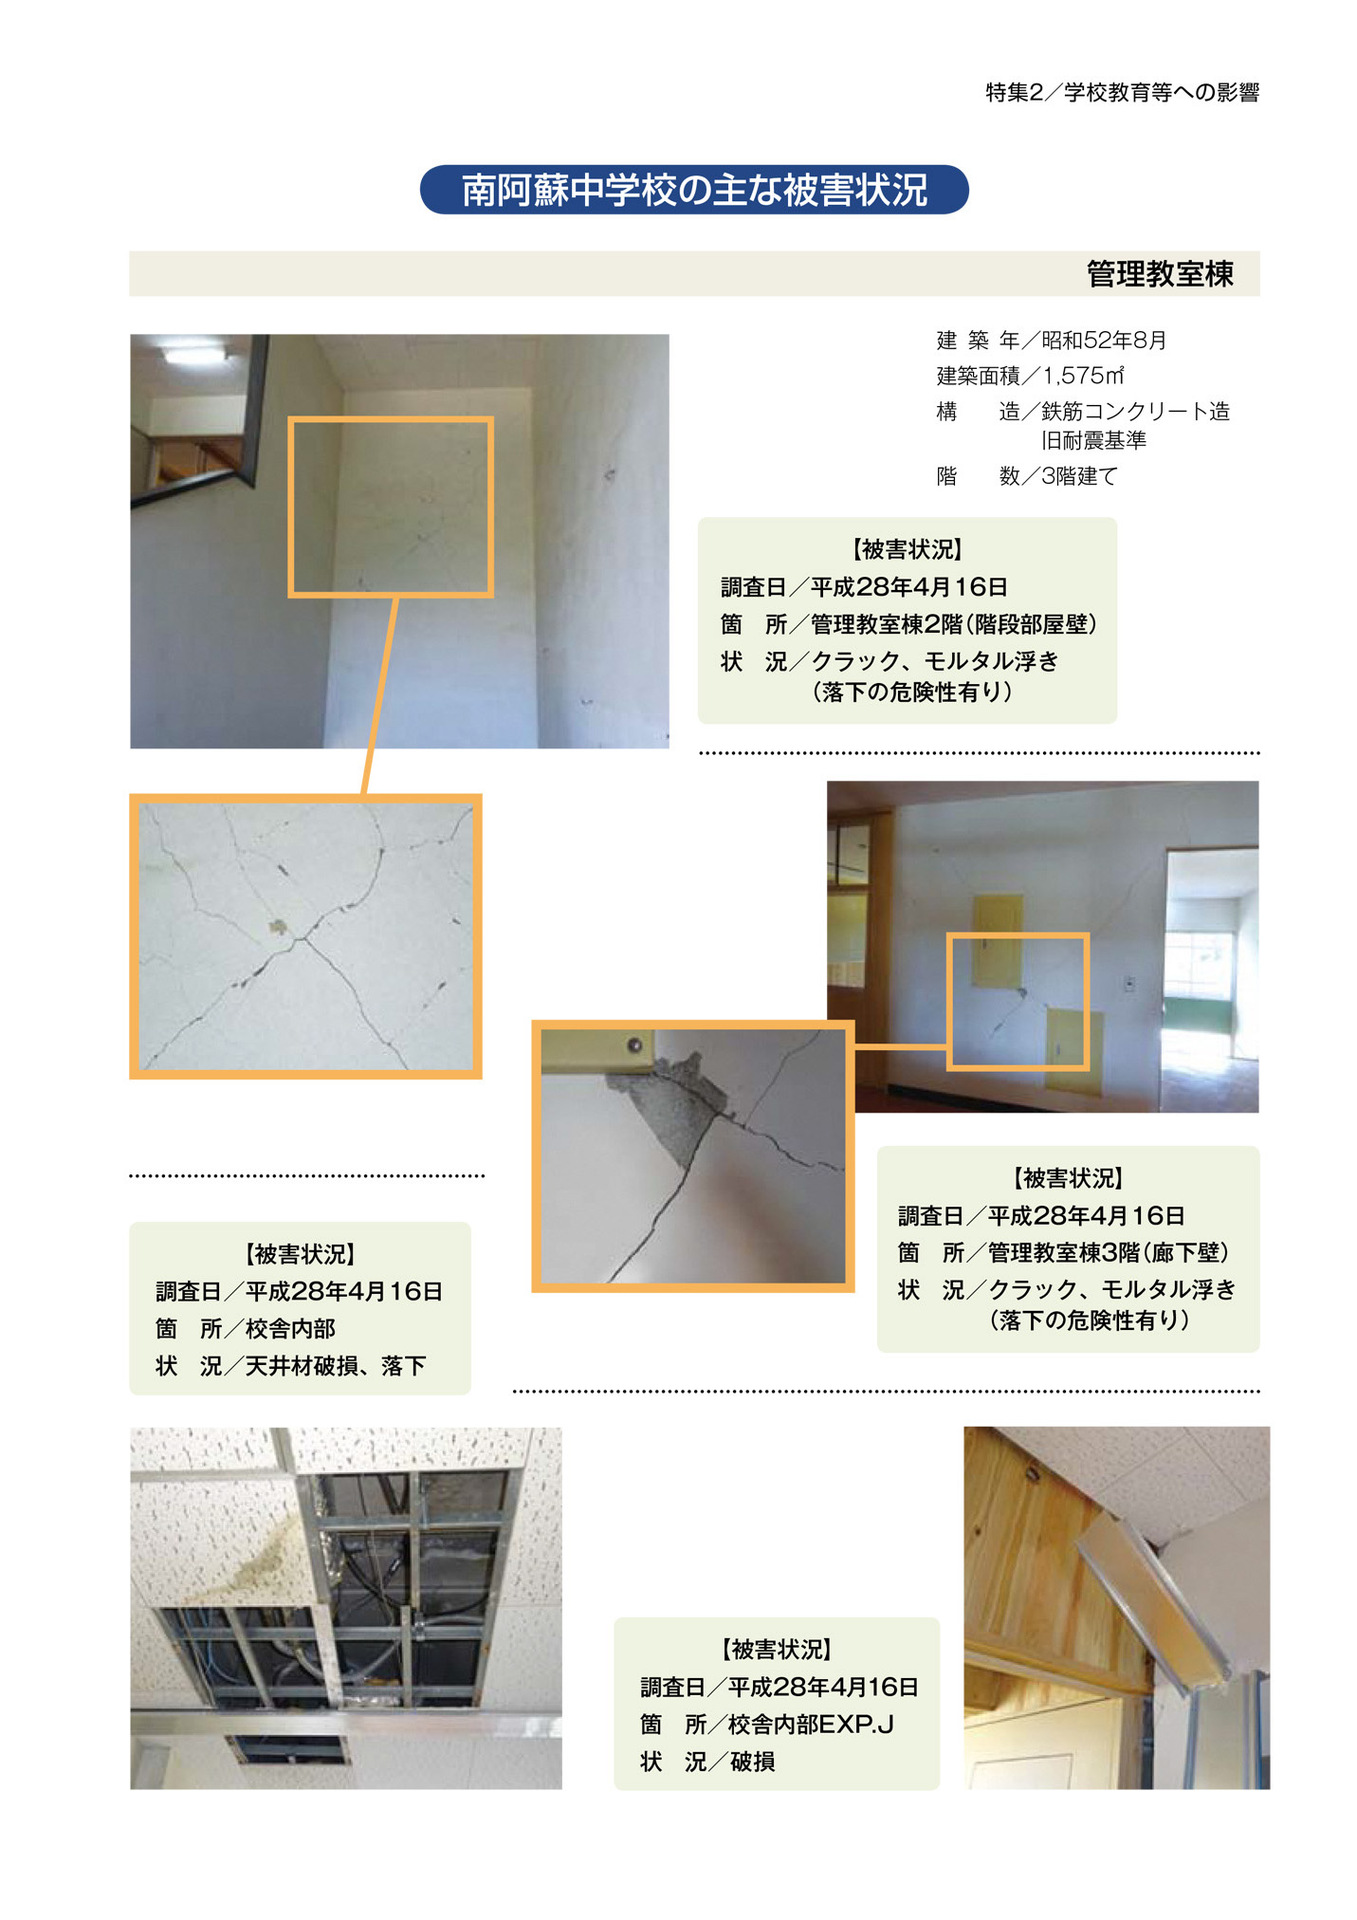 特集2／学校教育等への影響
南阿蘇中学校の主な被害状況
管理教室棟
建 築 年／昭和52年8月
建築面積／1,575㎡
構　　造／鉄筋コンクリート造
旧耐震基準
階　　数／3階建て
【被害状況】
調査日／平成28年4月16日
箇　所／管理教室棟2階（階段部屋壁）
状　況／クラック、モルタル浮き
（落下の危険性有り）
【被害状況】
調査日／平成28年4月16日
箇　所／管理教室棟3階（廊下壁）
状　況／クラック、モルタル浮き
（落下の危険性有り）
【被害状況】
調査日／平成28年4月16日
箇　所／校舎内部
状　況／天井材破損、落下
【被害状況】
調査日／平成28年4月16日
箇　所／校舎内部EXP.J
状　況／破損